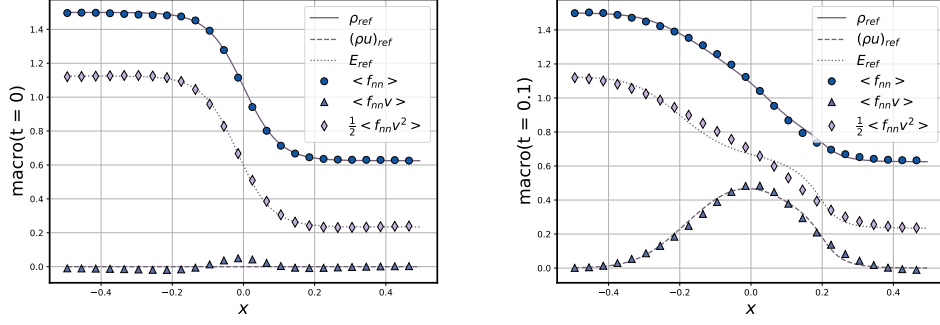 macro(t = 0)
1.4
1.2
1.0
0.8
0.6
0.4
0.2
0.0
−0.4
−0.2
0.0
0.2
0.4
x
ρref
(ρu)ref
Eref
< fnn >
< fnnv >
½ < fnnv² >
macro(t = 0.1)
1.4
1.2
1.0
0.8
0.6
0.4
0.2
0.0
−0.4
−0.2
0.0
0.2
0.4
x
ρref
(ρu)ref
Eref
< fnn >
< fnnv >
½ < fnnv² >